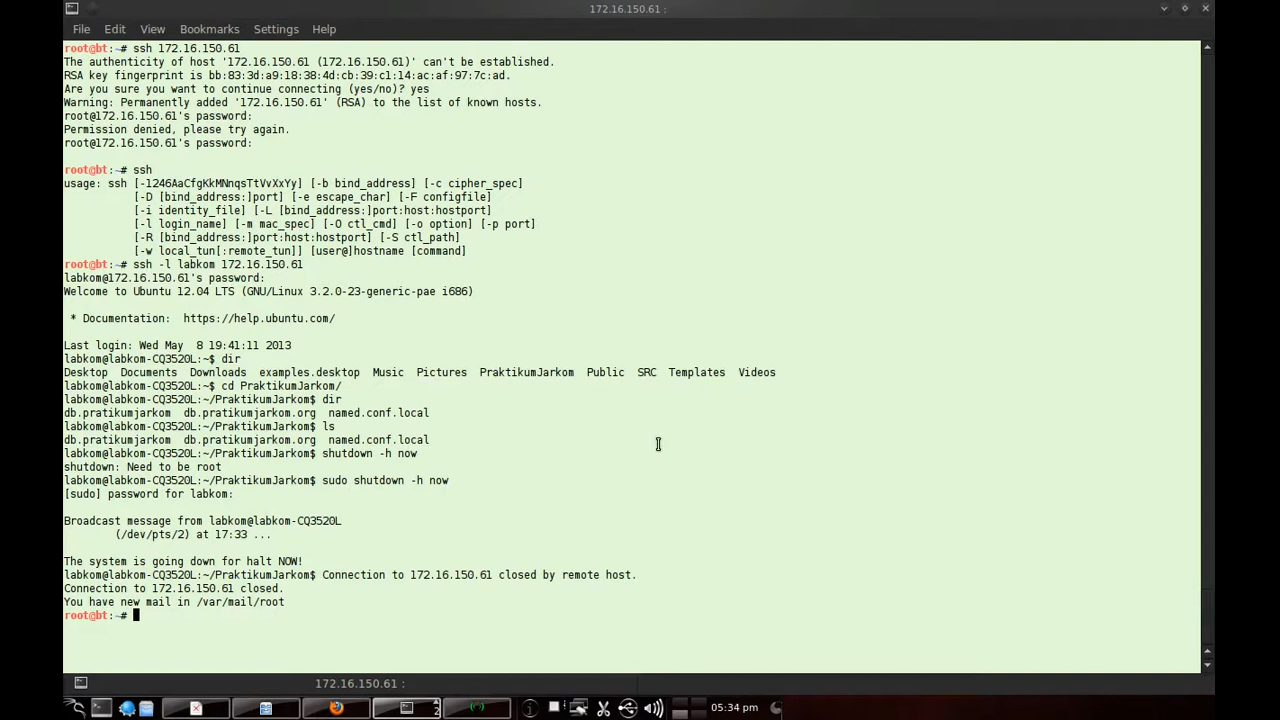 172.16.150.61 :
File Edit View Bookmarks Settings Help
root@bt:~# ssh 172.16.150.61
The authenticity of host '172.16.150.61 (172.16.150.61)' can't be established.
RSA key fingerprint is bb:83:3d:a9:18:38:4d:cb:39:c1:14:ac:af:97:7c:ad.
Are you sure you want to continue connecting (yes/no)? yes
Warning: Permanently added '172.16.150.61' (RSA) to the list of known hosts.
root@172.16.150.61's password:
Permission denied, please try again.
root@172.16.150.61's password:
root@bt:~# ssh
usage: ssh [-1246AaCfgKkMNnqsTtVvXxYy] [-b bind_address] [-c cipher_spec]
[-D [bind_address:]port] [-e escape_char] [-F configfile]
[-i identity_file] [-L [bind_address:]port:host:hostport]
[-l login_name] [-m mac_spec] [-O ctl_cmd] [-o option] [-p port]
[-R [bind_address:]port:host:hostport] [-S ctl_path]
[-w local_tun[:remote_tun]] [user@]hostname [command]
root@bt:~# ssh -l labkom 172.16.150.61
labkom@172.16.150.61's password:
Welcome to Ubuntu 12.04 LTS (GNU/Linux 3.2.0-23-generic-pae i686)
* Documentation:  https://help.ubuntu.com/
Last login: Wed May  8 19:41:11 2013
labkom@labkom-CQ3520L:~$ dir
Desktop  Documents  Downloads  examples.desktop  Music  Pictures  PraktikumJarkom  Public  SRC  Templates  Videos
labkom@labkom-CQ3520L:~$ cd PraktikumJarkom/
labkom@labkom-CQ3520L:~/PraktikumJarkom$ dir
db.pratikumjarkom  db.pratikumjarkom.org  named.conf.local
labkom@labkom-CQ3520L:~/PraktikumJarkom$ ls
db.pratikumjarkom  db.pratikumjarkom.org  named.conf.local
labkom@labkom-CQ3520L:~/PraktikumJarkom$ shutdown -h now
shutdown: Need to be root
labkom@labkom-CQ3520L:~/PraktikumJarkom$ sudo shutdown -h now
[sudo] password for labkom:
Broadcast message from labkom@labkom-CQ3520L
(/dev/pts/2) at 17:33 ...
The system is going down for halt NOW!
labkom@labkom-CQ3520L:~/PraktikumJarkom$ Connection to 172.16.150.61 closed by remote host.
Connection to 172.16.150.61 closed.
You have new mail in /var/mail/root
root@bt:~#
172.16.150.61 :
2
05:34 pm